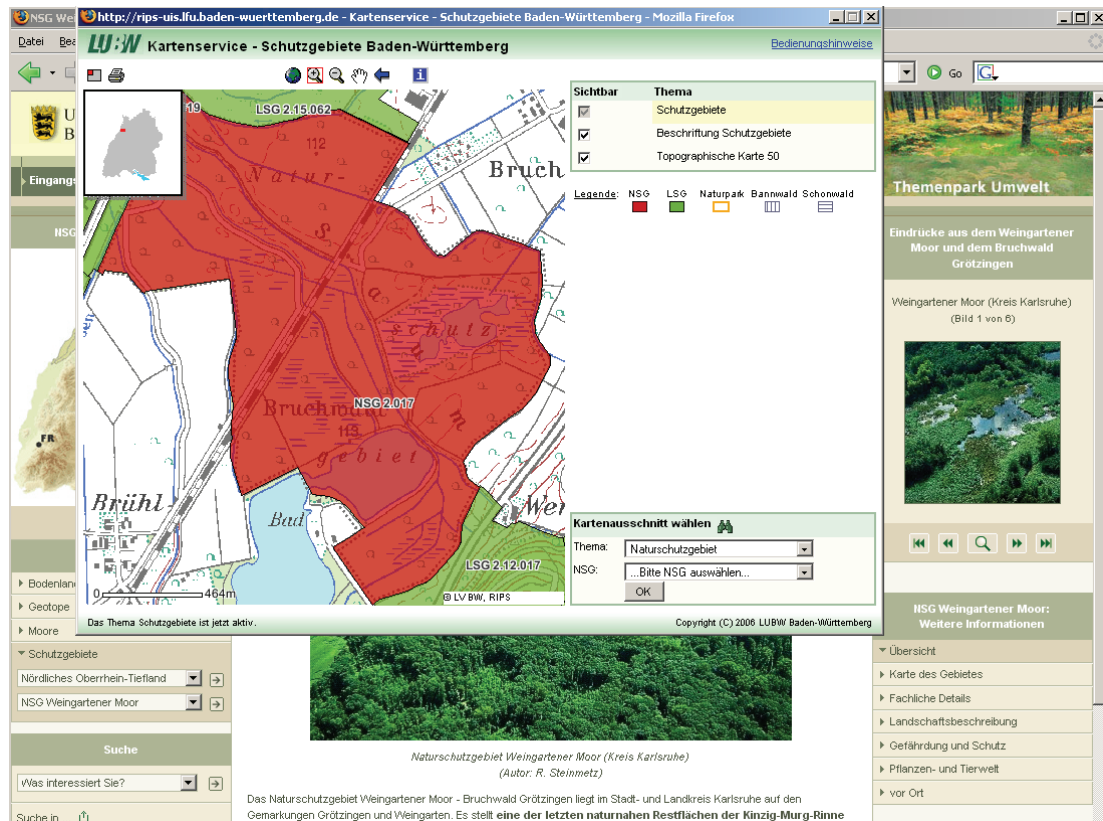 NSG We
http://rips-uis.lfu.baden-wuerttemberg.de - Kartenservice - Schutzgebiete Baden-Württemberg - Mozilla Firefox
Datei Bea
LUBW Kartenservice - Schutzgebiete Baden-Württemberg
Bedienungshinweise
Go
G
Eingangs
NSG
FR
19
LSG 2.15.062
112
Natur-
Bruch
s
a
schutz
u
m
NSG 2.017
Bruchwald
113
gebiet
Brühl
Bad
Wei
LSG 2.12.017
0 464m
© LVBW, RIPS
Sichtbar Thema
Schutzgebiete
Beschriftung Schutzgebiete
Topographische Karte 50
Legende: NSG LSG Naturpark Bannwald Schonwald
Kartenausschnitt wählen
Thema: Naturschutzgebiet
NSG: ...Bitte NSG auswählen...
OK
Das Thema Schutzgebiete ist jetzt aktiv.
Copyright (C) 2006 LUBW Baden-Württemberg
Themenpark Umwelt
Eindrücke aus dem Weingartener
Moor und dem Bruchwald
Grötzingen
Weingartener Moor (Kreis Karlsruhe)
(Bild 1 von 6)
NSG Weingartener Moor:
Weitere Informationen
Übersicht
Karte des Gebietes
Fachliche Details
Landschaftsbeschreibung
Gefährdung und Schutz
Pflanzen- und Tierwelt
vor Ort
Bodenlan
Geotope
Moore
Schutzgebiete
Nördliches Oberrhein-Tiefland
NSG Weingartener Moor
Suche
Was interessiert Sie?
Suche in
Naturschutzgebiet Weingartener Moor (Kreis Karlsruhe)
(Autor: R. Steinmetz)
Das Naturschutzgebiet Weingartener Moor - Bruchwald Grötzingen liegt im Stadt- und Landkreis Karlsruhe auf den
Gemarkungen Grötzingen und Weingarten. Es stellt eine der letzten naturnahen Restflächen der Kinzig-Murg-Rinne